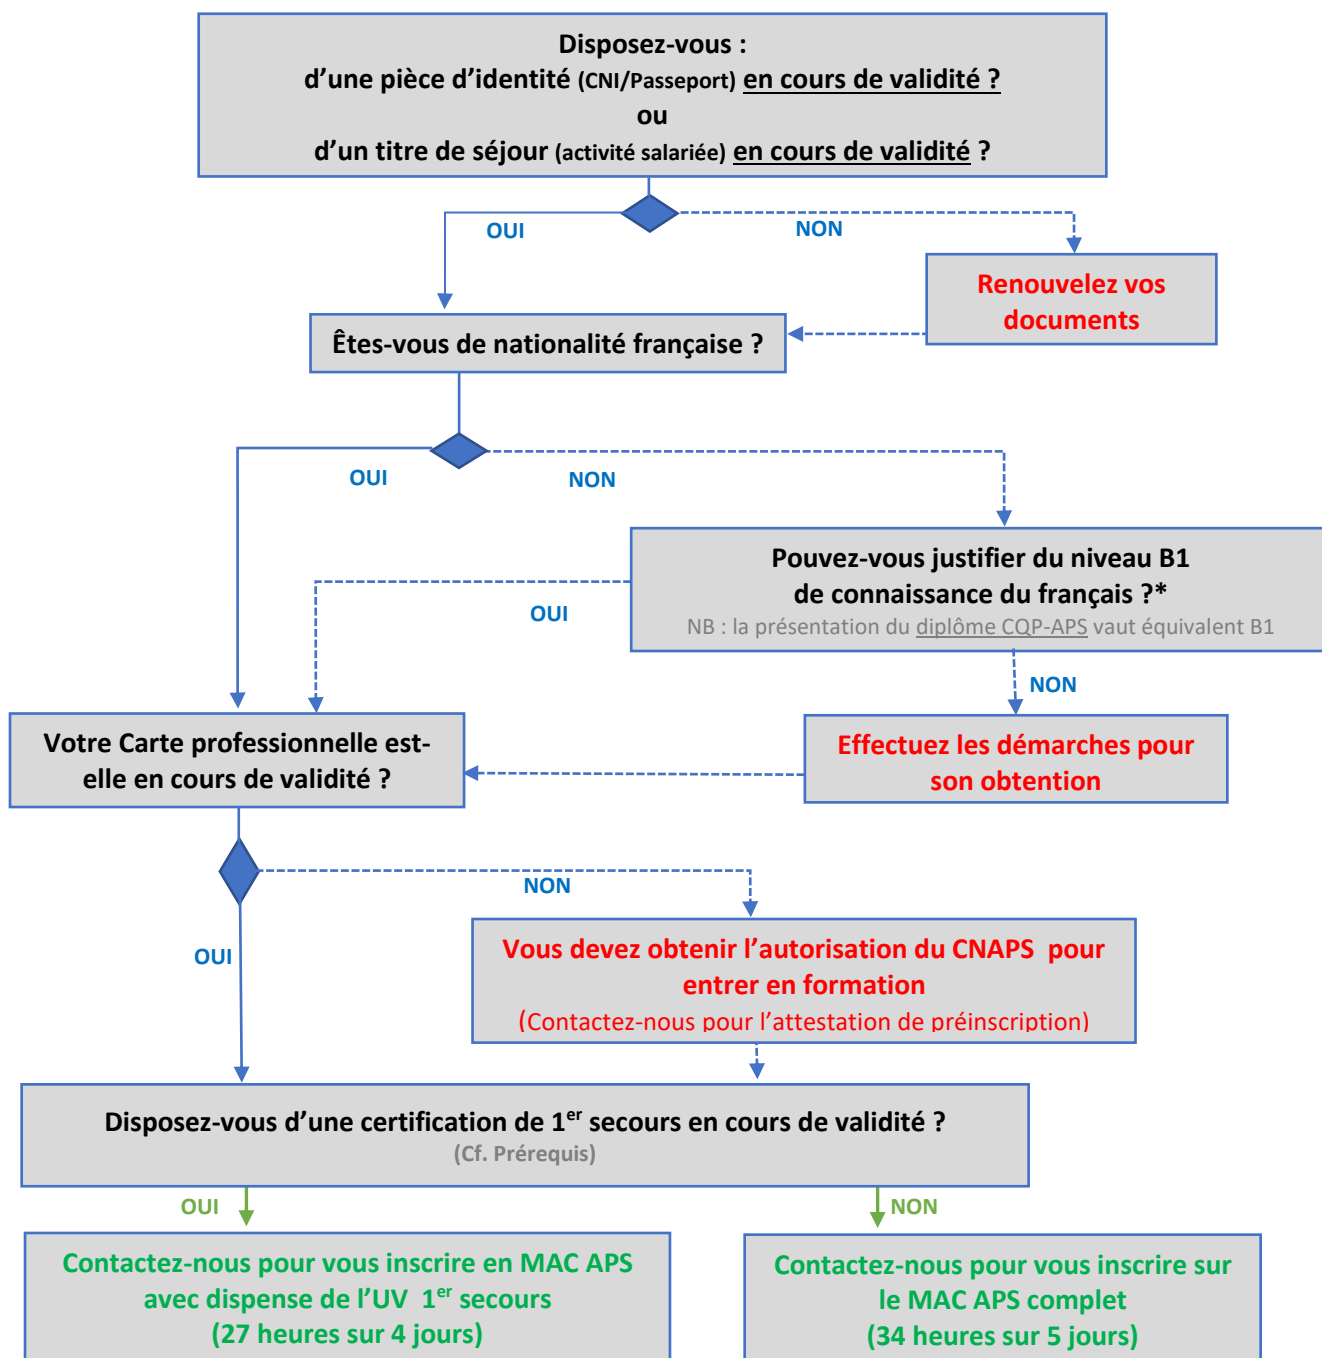 Disposez-vous :
d’une pièce d’identité (CNI/Passeport) en cours de validité ?
ou
d’un titre de séjour (activité salariée) en cours de validité ?
OUI
NON
Renouvelez vos
documents
Êtes-vous de nationalité française ?
OUI
NON
Pouvez-vous justifier du niveau B1
de connaissance du français ?*
NB : la présentation du diplôme CQP-APS vaut équivalent B1
OUI
NON
Votre Carte professionnelle est-
elle en cours de validité ?
Effectuez les démarches pour
son obtention
NON
OUI
Vous devez obtenir l’autorisation du CNAPS  pour
entrer en formation
(Contactez-nous pour l’attestation de préinscription)
Disposez-vous d’une certification de 1er secours en cours de validité ?
(Cf. Prérequis)
OUI
NON
Contactez-nous pour vous inscrire en MAC APS
avec dispense de l’UV  1er secours
(27 heures sur 4 jours)
Contactez-nous pour vous inscrire sur
le MAC APS complet
(34 heures sur 5 jours)